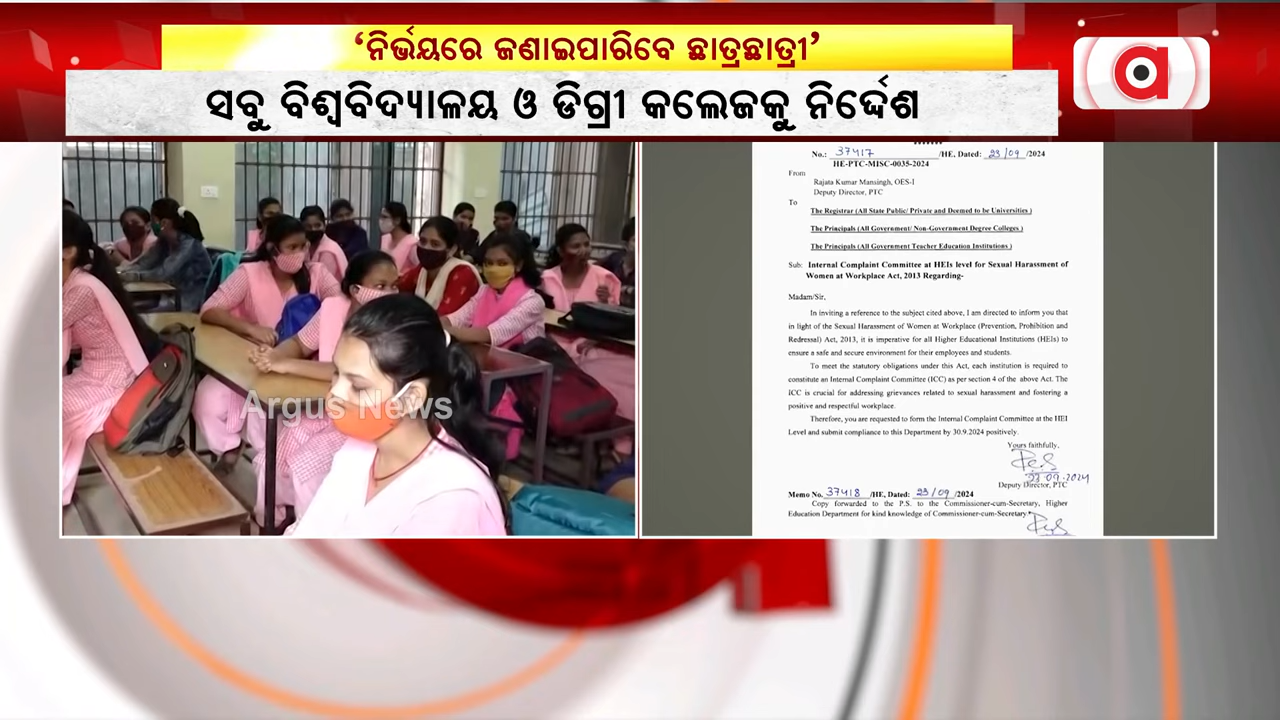 ‘ନିର୍ଭୟରେ ଜଣାଇପାରିବେ ଛାତ୍ରଛାତ୍ରୀ’
ସବୁ ବିଶ୍ୱବିଦ୍ୟାଳୟ ଓ ଡିଗ୍ରୀ କଲେଜକୁ ନିର୍ଦ୍ଦେଶ
a
Argus News
No.: 37417 /HE, Dated: 23/09 /2024
HE-PTC-MISC-0035-2024
From
Rajata Kumar Mansingh, OES-I
Deputy Director, PTC
To
The Registrar (All State Public/ Private and Deemed to be Universities )
The Principals (All Government/ Non-Government Degree Colleges )
The Principals (All Government Teacher Education Institutions )
Sub: Internal Complaint Committee at HEIs level for Sexual Harassment of
Women at Workplace Act, 2013 Regarding-
Madam/Sir,
In inviting a reference to the subject cited above, I am directed to inform you that
in light of the Sexual Harassment of Women at Workplace (Prevention, Prohibition and
Redressal) Act, 2013, it is imperative for all Higher Educational Institutions (HEIs) to
ensure a safe and secure environment for their employees and students.
To meet the statutory obligations under this Act, each institution is required to
constitute an Internal Complaint Committee (ICC) as per section 4 of the above Act. The
ICC is crucial for addressing grievances related to sexual harassment and fostering a
positive and respectful workplace.
Therefore, you are requested to form the Internal Complaint Committee at the HEI
Level and submit compliance to this Department by 30.9.2024 positively.
Yours faithfully,
23.09.2024
Deputy Director, PTC
Memo No. 37418 /HE, Dated: 23/09 /2024
Copy forwarded to the P.S. to the Commissioner-cum-Secretary, Higher
Education Department for kind knowledge of Commissioner-cum-Secretary.